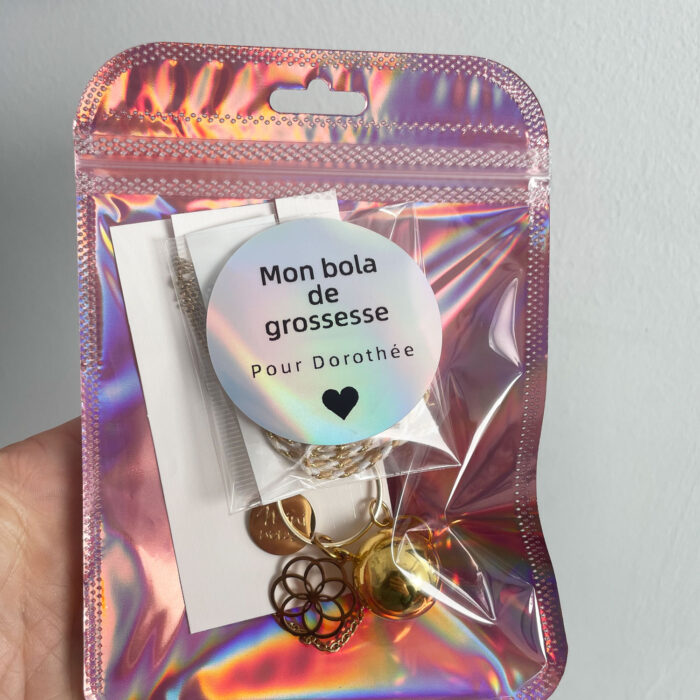 Mon bola
de
grossesse
Pour Dorothée